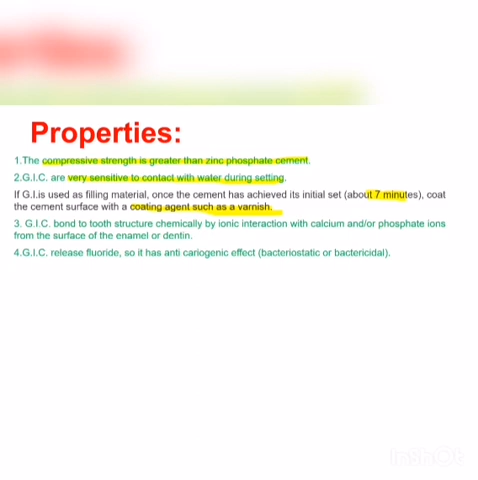 Properties:
1.The compressive strength is greater than zinc phosphate cement.
2.G.I.C. are very sensitive to contact with water during setting.
If G.I.is used as filling material, once the cement has achieved its initial set (about 7 minutes), coat
the cement surface with a coating agent such as a varnish.
3. G.I.C. bond to tooth structure chemically by ionic interaction with calcium and/or phosphate ions
from the surface of the enamel or dentin.
4.G.I.C. release fluoride, so it has anti cariogenic effect (bacteriostatic or bactericidal).